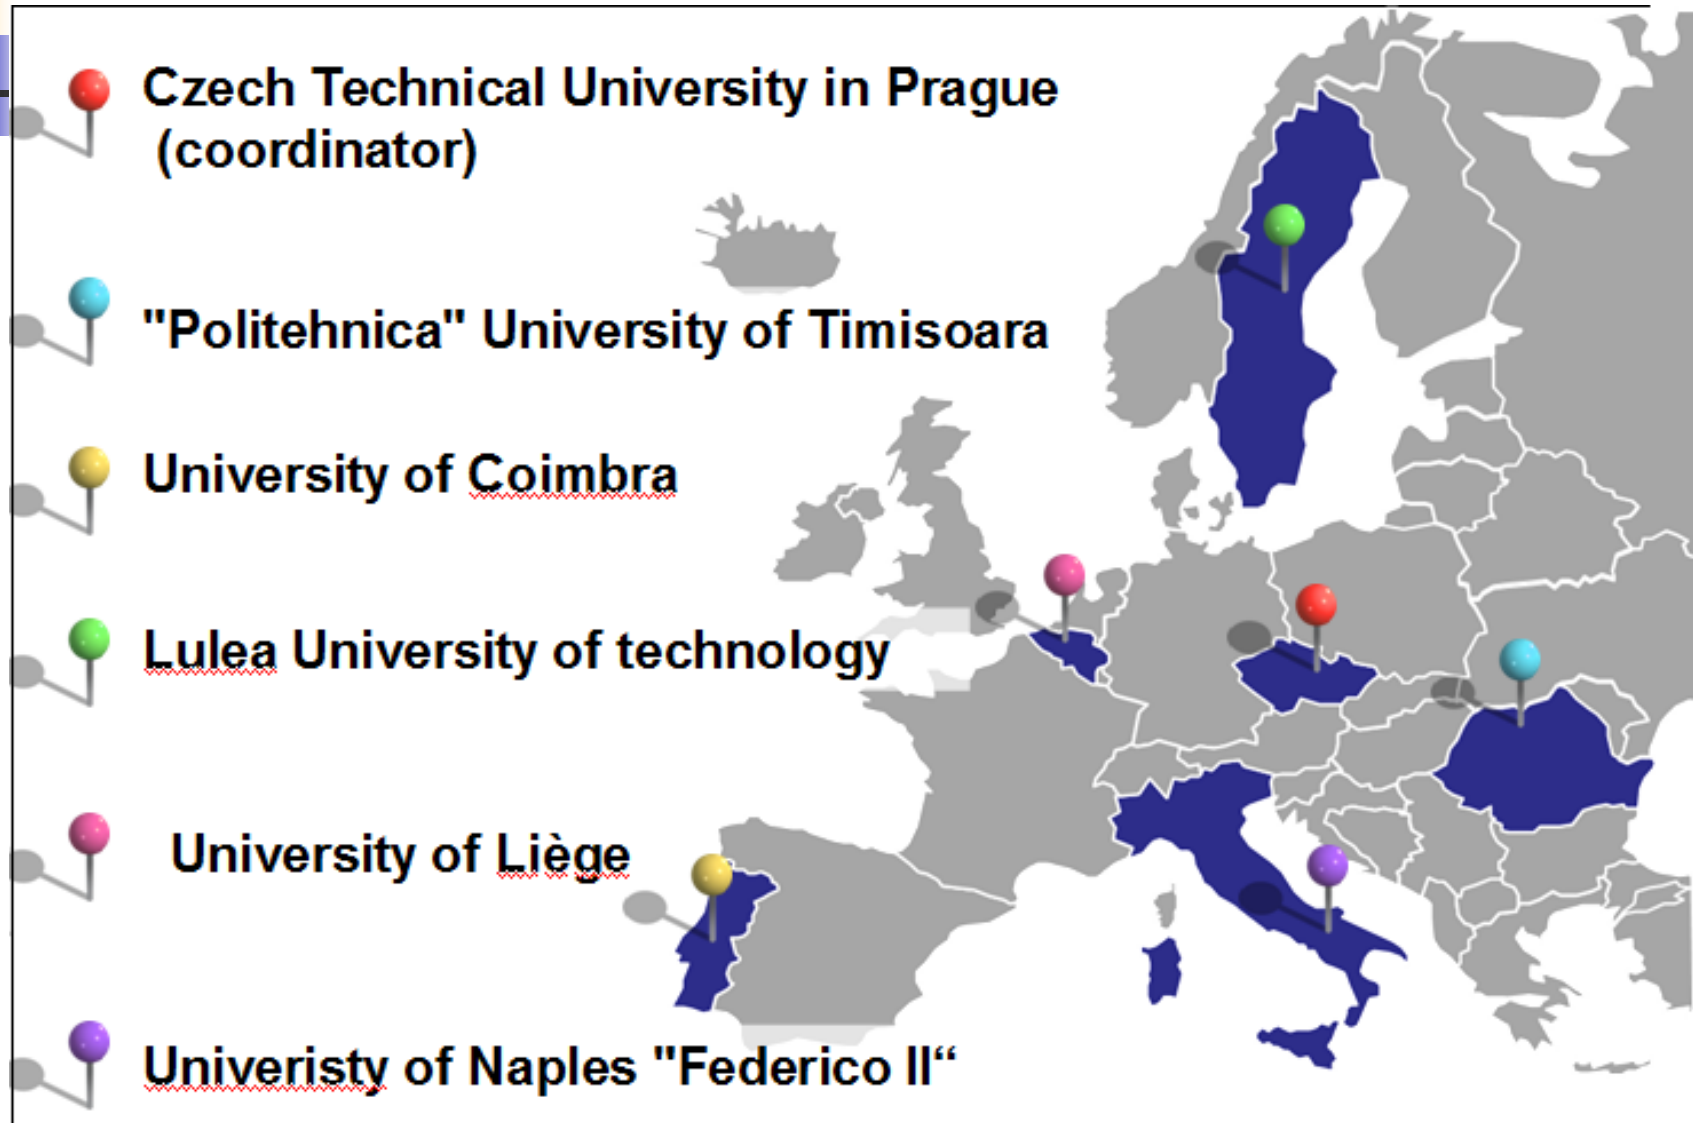 Czech Technical University in Prague
(coordinator)
"Politehnica" University of Timisoara
University of Coimbra
Lulea University of technology
University of Liège
Univeristy of Naples "Federico II“